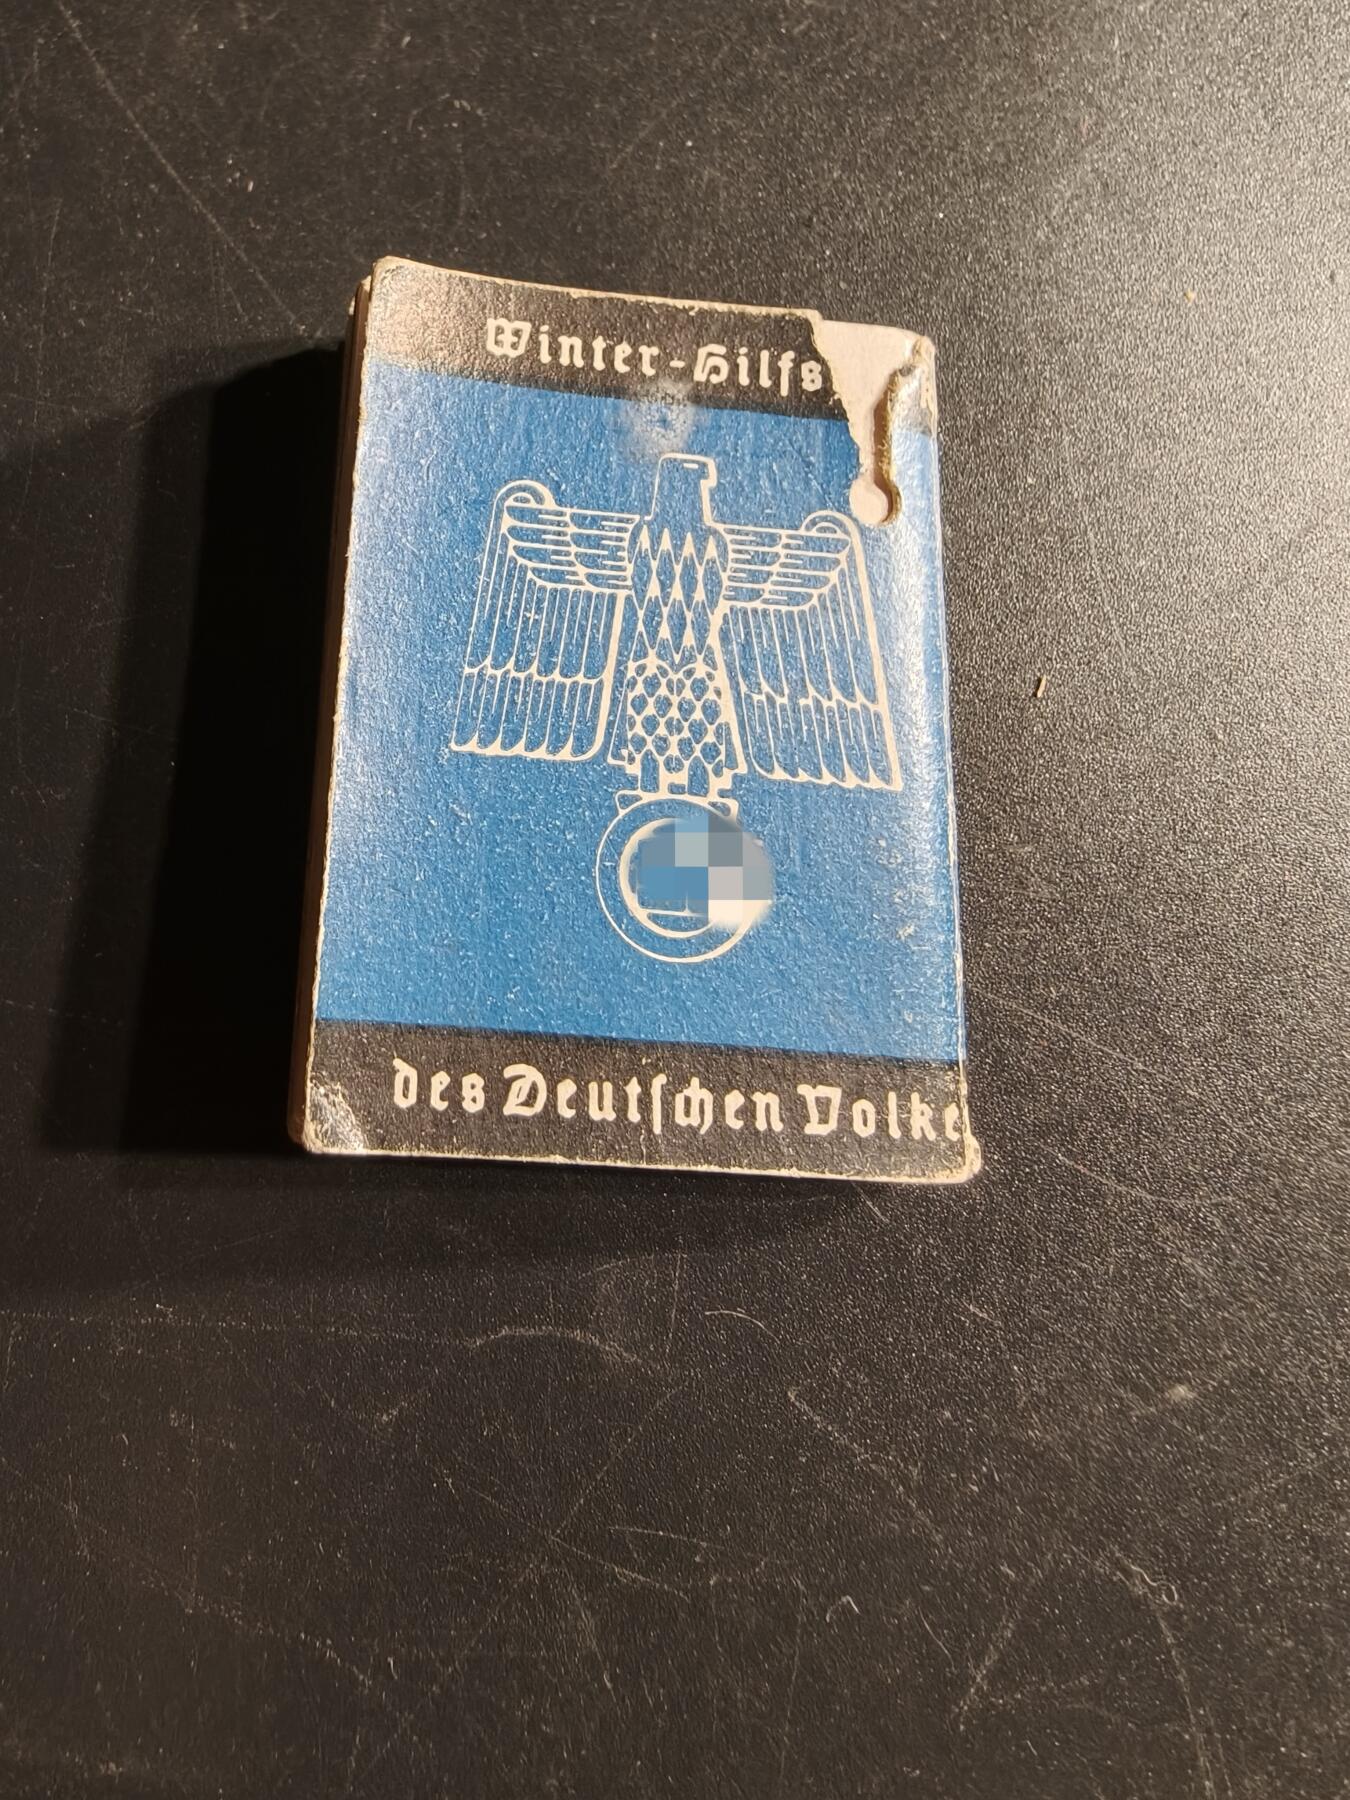 Winter-Hilfs
des Deutschen Volke